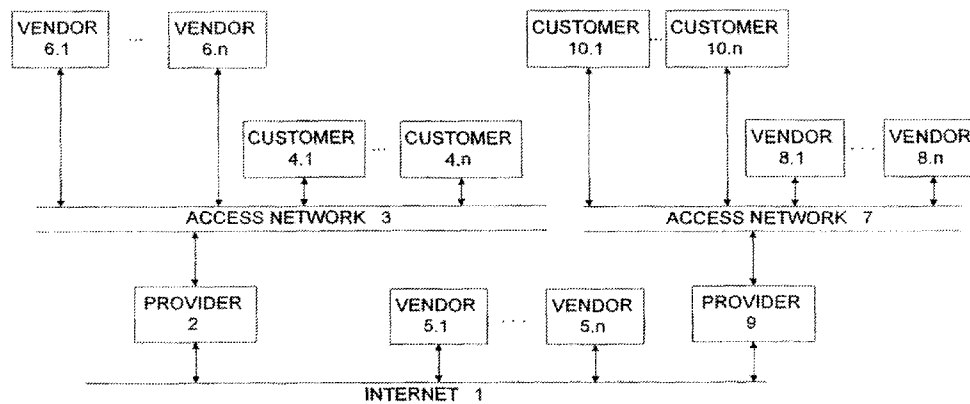 VENDOR
6.1
...
VENDOR
6.n
CUSTOMER
10.1
...
CUSTOMER
10.n
CUSTOMER
4.1
...
CUSTOMER
4.n
VENDOR
8.1
...
VENDOR
8.n
ACCESS NETWORK 3
ACCESS NETWORK 7
PROVIDER
2
VENDOR
5.1
...
VENDOR
5.n
PROVIDER
9
INTERNET 1